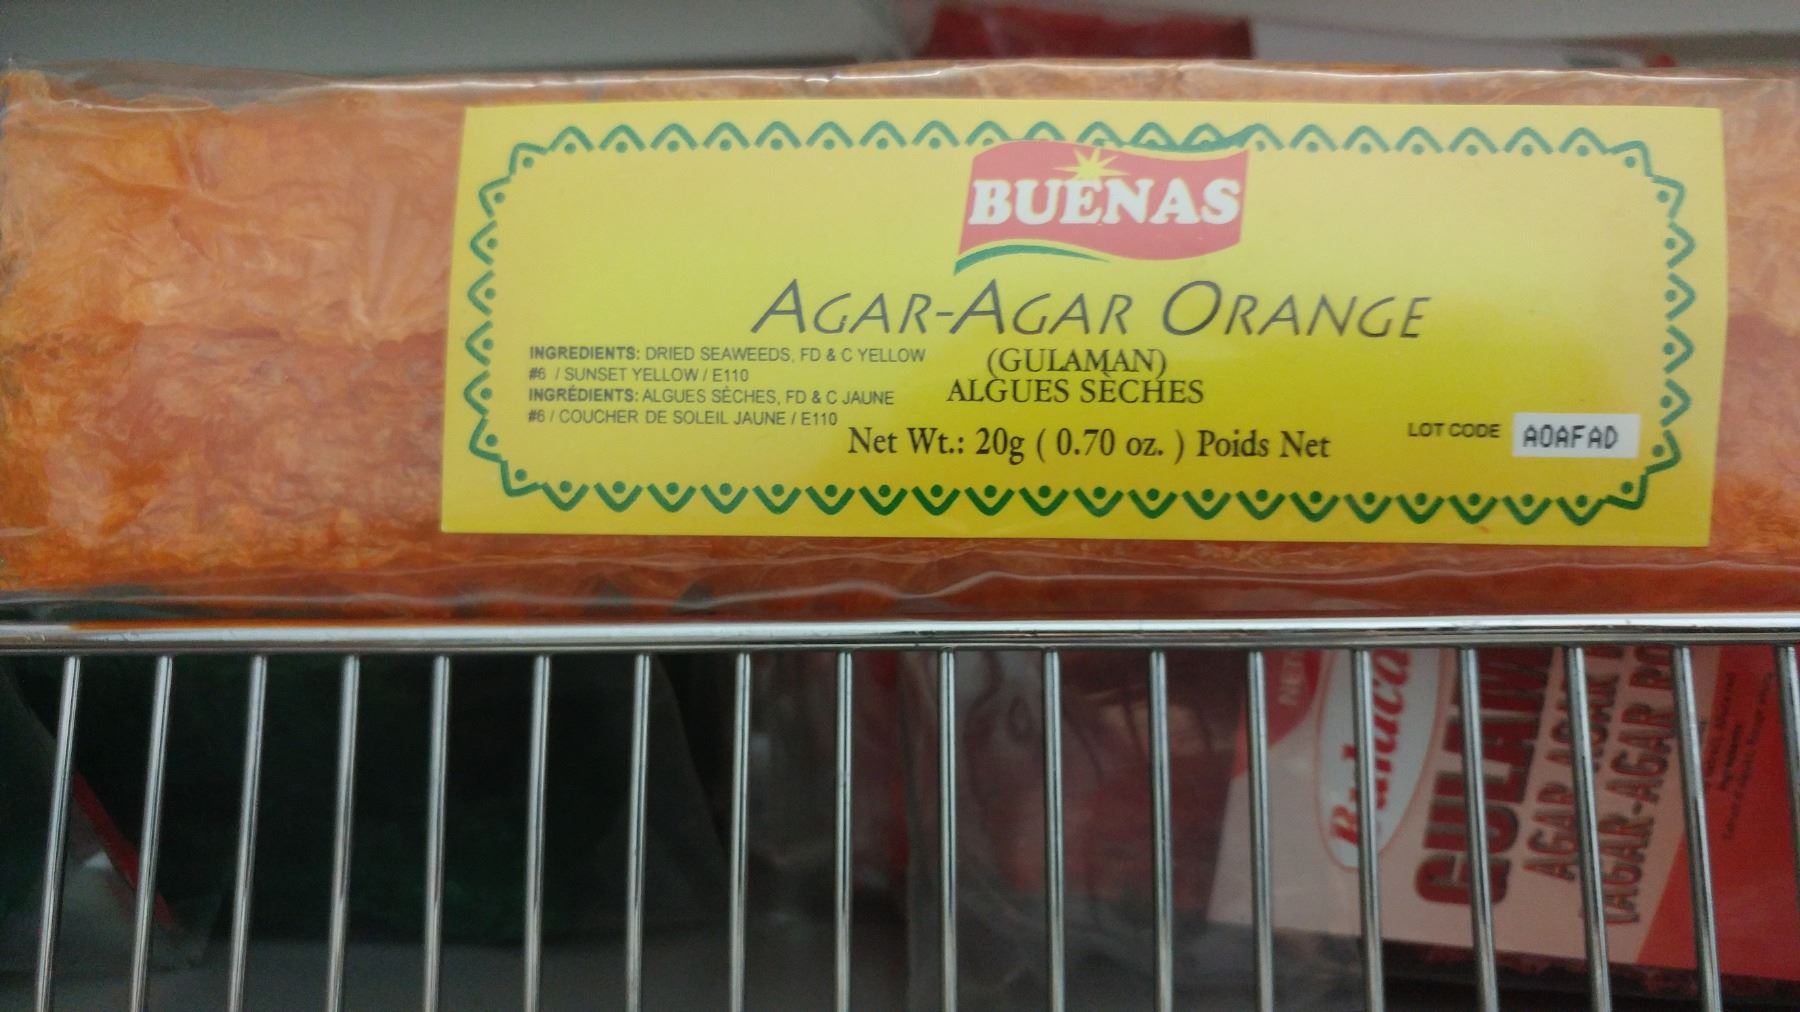 BUENAS
AGAR-AGAR ORANGE
(GULAMAN)
ALGUES SÈCHES
INGREDIENTS: DRIED SEAWEEDS, FD & C YELLOW
#6 / SUNSET YELLOW / E110
INGRÉDIENTS: ALGUES SÈCHES, FD & C JAUNE
#6 / COUCHER DE SOLEIL JAUNE / E110
Net Wt.: 20g ( 0.70 oz. ) Poids Net
LOT CODE AOAFAD
AGAR AGAR
(AGAR-AGAR